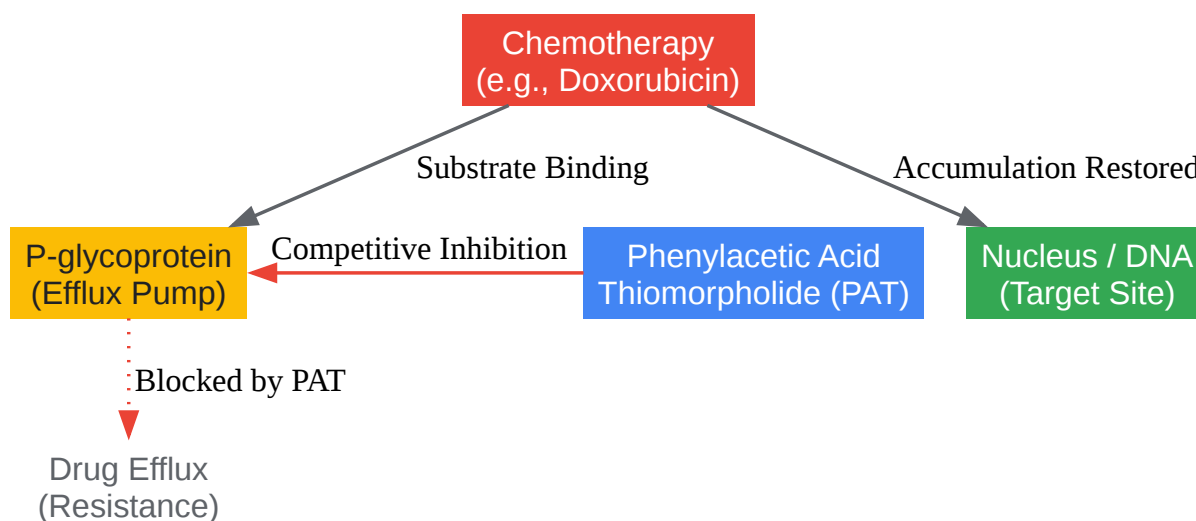 Chemotherapy
(e.g., Doxorubicin)
Substrate Binding
Accumulation Restored
P-glycoprotein
(Efflux Pump)
Competitive Inhibition
Phenylacetic Acid
Thiomorpholide (PAT)
Nucleus / DNA
(Target Site)
Blocked by PAT
Drug Efflux
(Resistance)